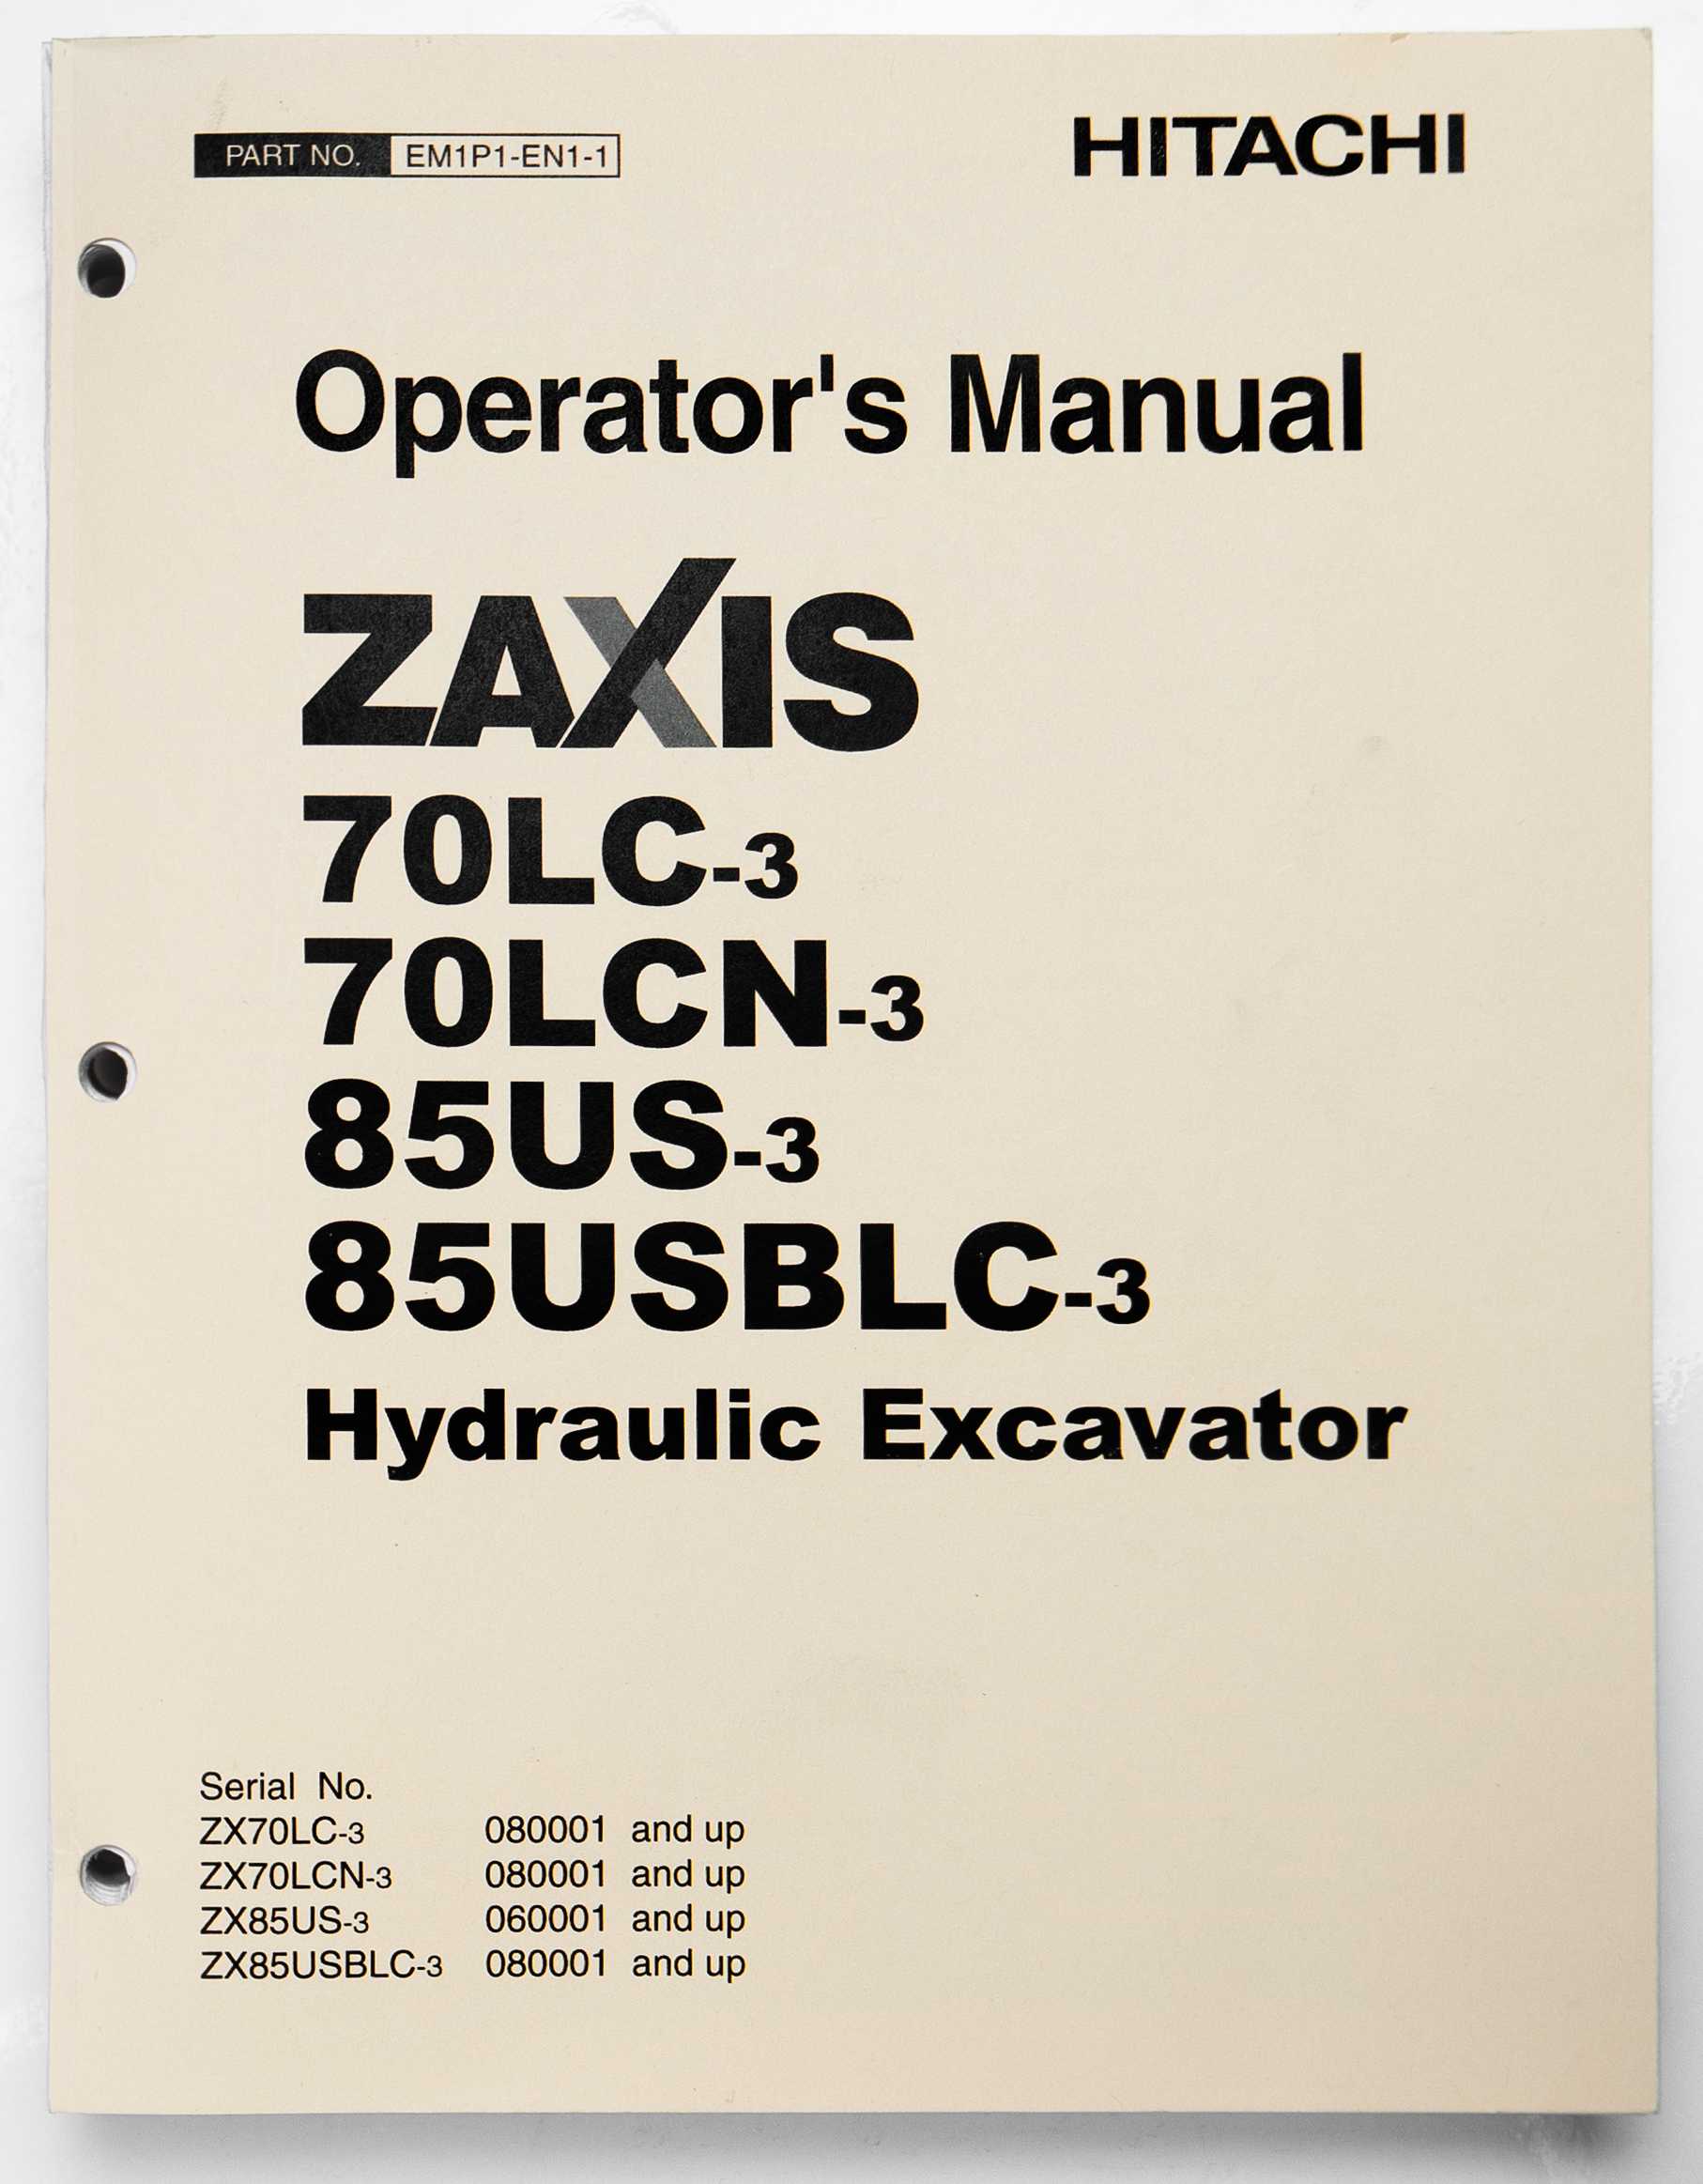 PART NO. EM1P1-EN1-1
HITACHI
Operator's Manual
ZAXIS
70LC-3
70LCN-3
85US-3
85USBLC-3
Hydraulic Excavator
Serial No.
ZX70LC-3 080001 and up
ZX70LCN-3 080001 and up
ZX85US-3 060001 and up
ZX85USBLC-3 080001 and up